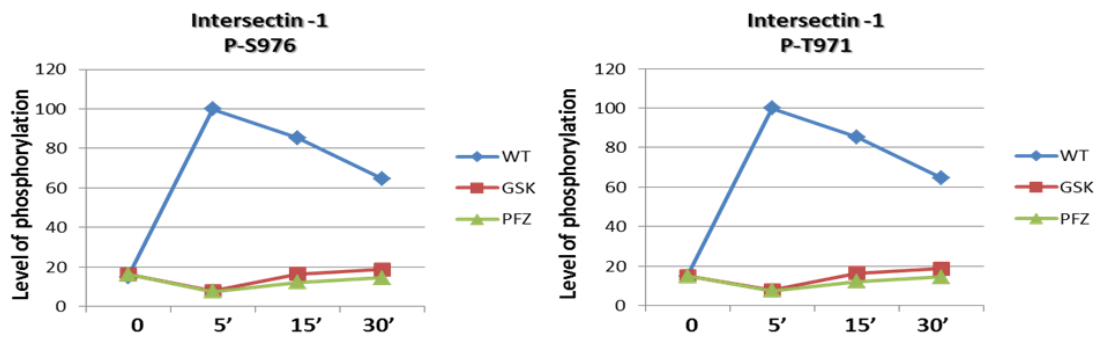 Intersectin -1
P-S976
Level of phosphorylation
120
100
80
60
40
20
0
0 5’ 15’ 30’
WT
GSK
PFZ
Intersectin -1
P-T971
Level of phosphorylation
120
100
80
60
40
20
0
0 5’ 15’ 30’
WT
GSK
PFZ